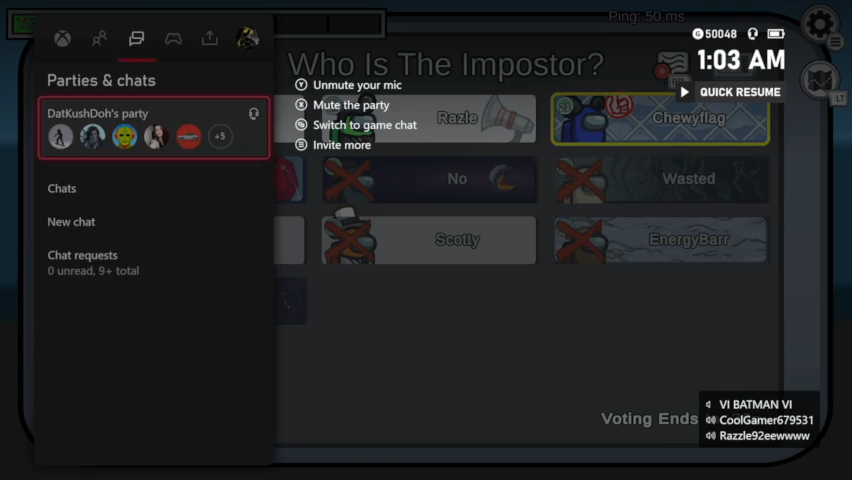 Ping: 50 ms
50048
1:03 AM
QUICK RESUME
Parties & chats
DatKushDoh's party
+5
Chats
New chat
Chat requests
0 unread, 9+ total
Unmute your mic
Mute the party
Switch to game chat
Invite more
Who Is The Impostor?
Razle
Chewyflag
No
Wasted
Scotty
EnergyBarr
LT
Voting Ends
VI BATMAN VI
CoolGamer679531
Razzle92eewwww